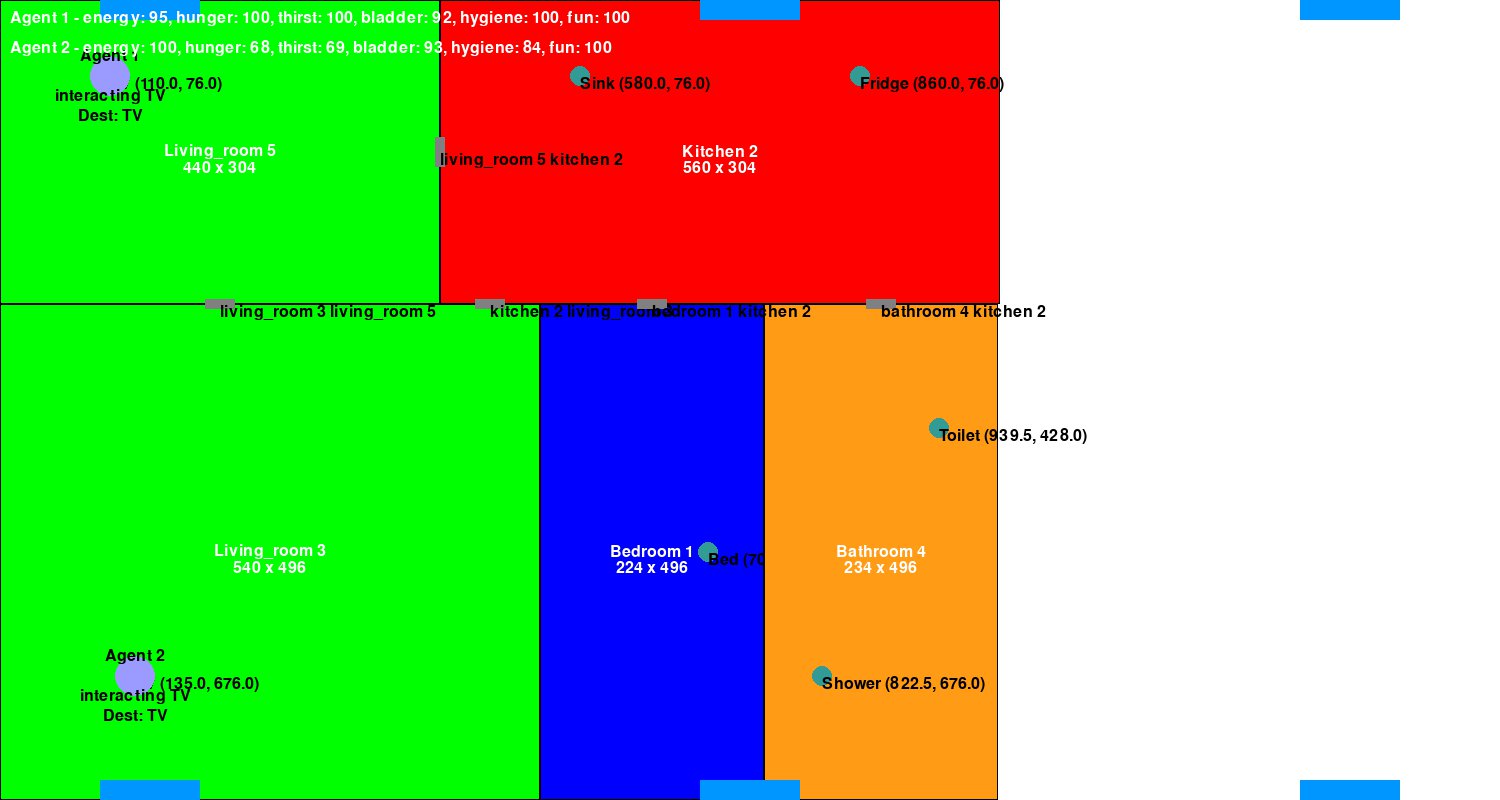 Agent 1 - energy: 95, hunger: 100, thirst: 100, bladder: 92, hygiene: 100, fun: 100
Agent 2 - energy: 100, hunger: 68, thirst: 69, bladder: 93, hygiene: 84, fun: 100
Agent 1
(110.0, 76.0)
interacting TV
Dest: TV
Sink (580.0, 76.0)
Fridge (860.0, 76.0)
Living_room 5
440 x 304
living_room 5 kitchen 2
Kitchen 2
560 x 304
living_room 3 living_room 5
kitchen 2 living_room 3
bedroom 1 kitchen 2
bathroom 4 kitchen 2
Toilet (939.5, 428.0)
Living_room 3
540 x 496
Bedroom 1
224 x 496
Bed (70
Bathroom 4
234 x 496
Agent 2
(135.0, 676.0)
interacting TV
Dest: TV
Shower (822.5, 676.0)